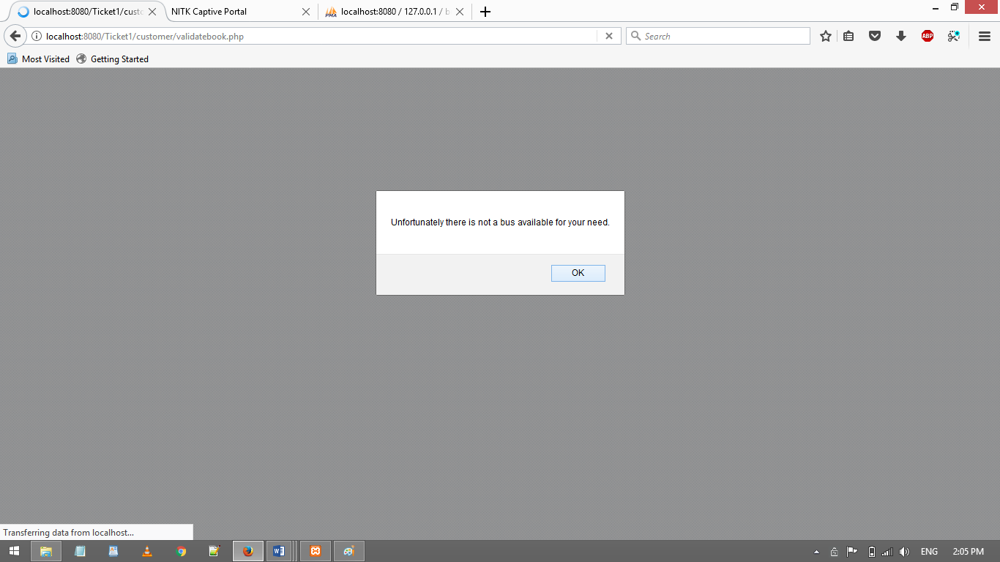 localhost:8080/Ticket1/custo
NITK Captive Portal
PMA
localhost:8080 / 127.0.0.1 / b
localhost:8080/Ticket1/customer/validatebook.php
Search
ABP
Most Visited
Getting Started
Unfortunately there is not a bus available for your need.
OK
Transferring data from localhost...
ENG
2:05 PM